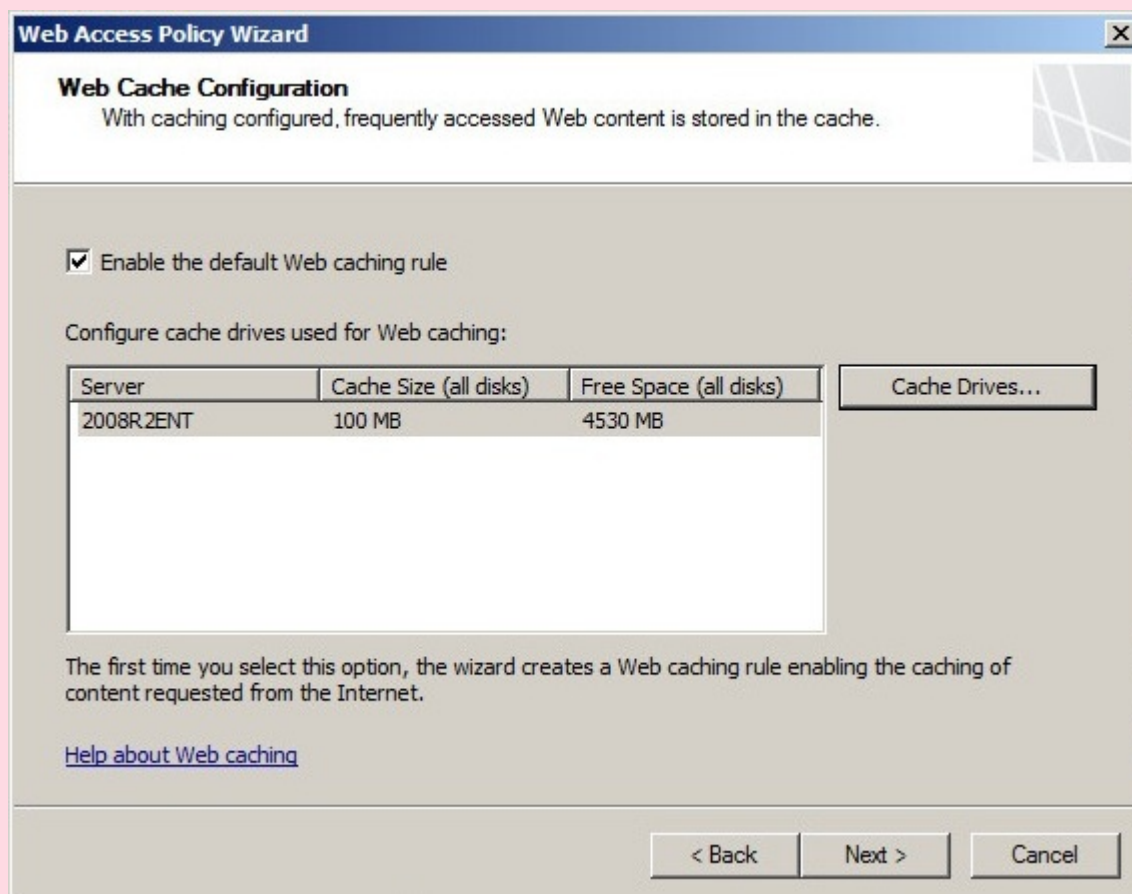 Web Access Policy Wizard
Web Cache Configuration
With caching configured, frequently accessed Web content is stored in the cache.
Enable the default Web caching rule
Configure cache drives used for Web caching:
Server Cache Size (all disks) Free Space (all disks) Cache Drives...
2008R2ENT 100 MB 4530 MB
The first time you select this option, the wizard creates a Web caching rule enabling the caching of
content requested from the Internet.
Help about Web caching
< Back Next > Cancel